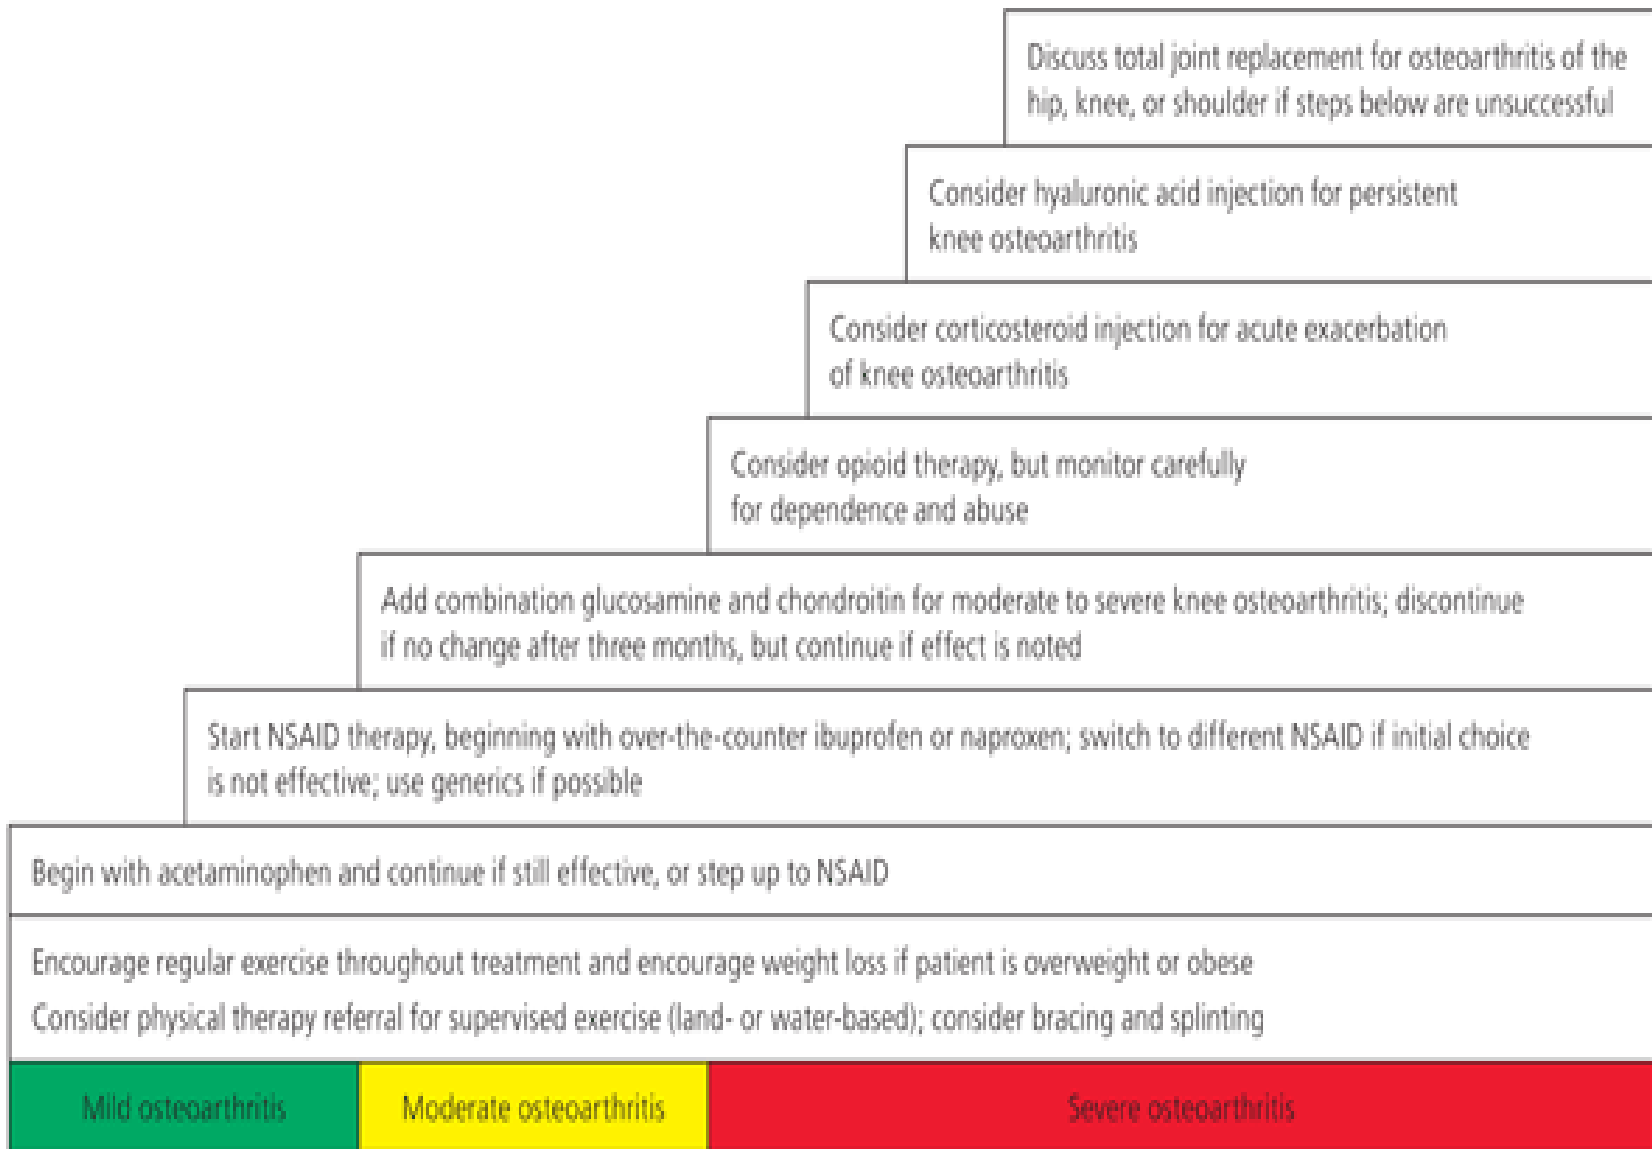 Discuss total joint replacement for osteoarthritis of the
hip, knee, or shoulder if steps below are unsuccessful
Consider hyaluronic acid injection for persistent
knee osteoarthritis
Consider corticosteroid injection for acute exacerbation
of knee osteoarthritis
Consider opioid therapy, but monitor carefully
for dependence and abuse
Add combination glucosamine and chondroitin for moderate to severe knee osteoarthritis; discontinue
if no change after three months, but continue if effect is noted
Start NSAID therapy, beginning with over-the-counter ibuprofen or naproxen; switch to different NSAID if initial choice
is not effective; use generics if possible
Begin with acetaminophen and continue if still effective, or step up to NSAID
Encourage regular exercise throughout treatment and encourage weight loss if patient is overweight or obese
Consider physical therapy referral for supervised exercise (land- or water-based); consider bracing and splinting
Mild osteoarthritis
Moderate osteoarthritis
Severe osteoarthritis